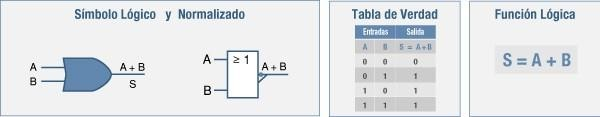 Símbolo Lógico y Normalizado
A
B
A + B
S
A
B
≥ 1
A + B
Tabla de Verdad
Entradas Salida
A B S = A+B
0 0 0
0 1 1
1 0 1
1 1 1
Función Lógica
S = A + B